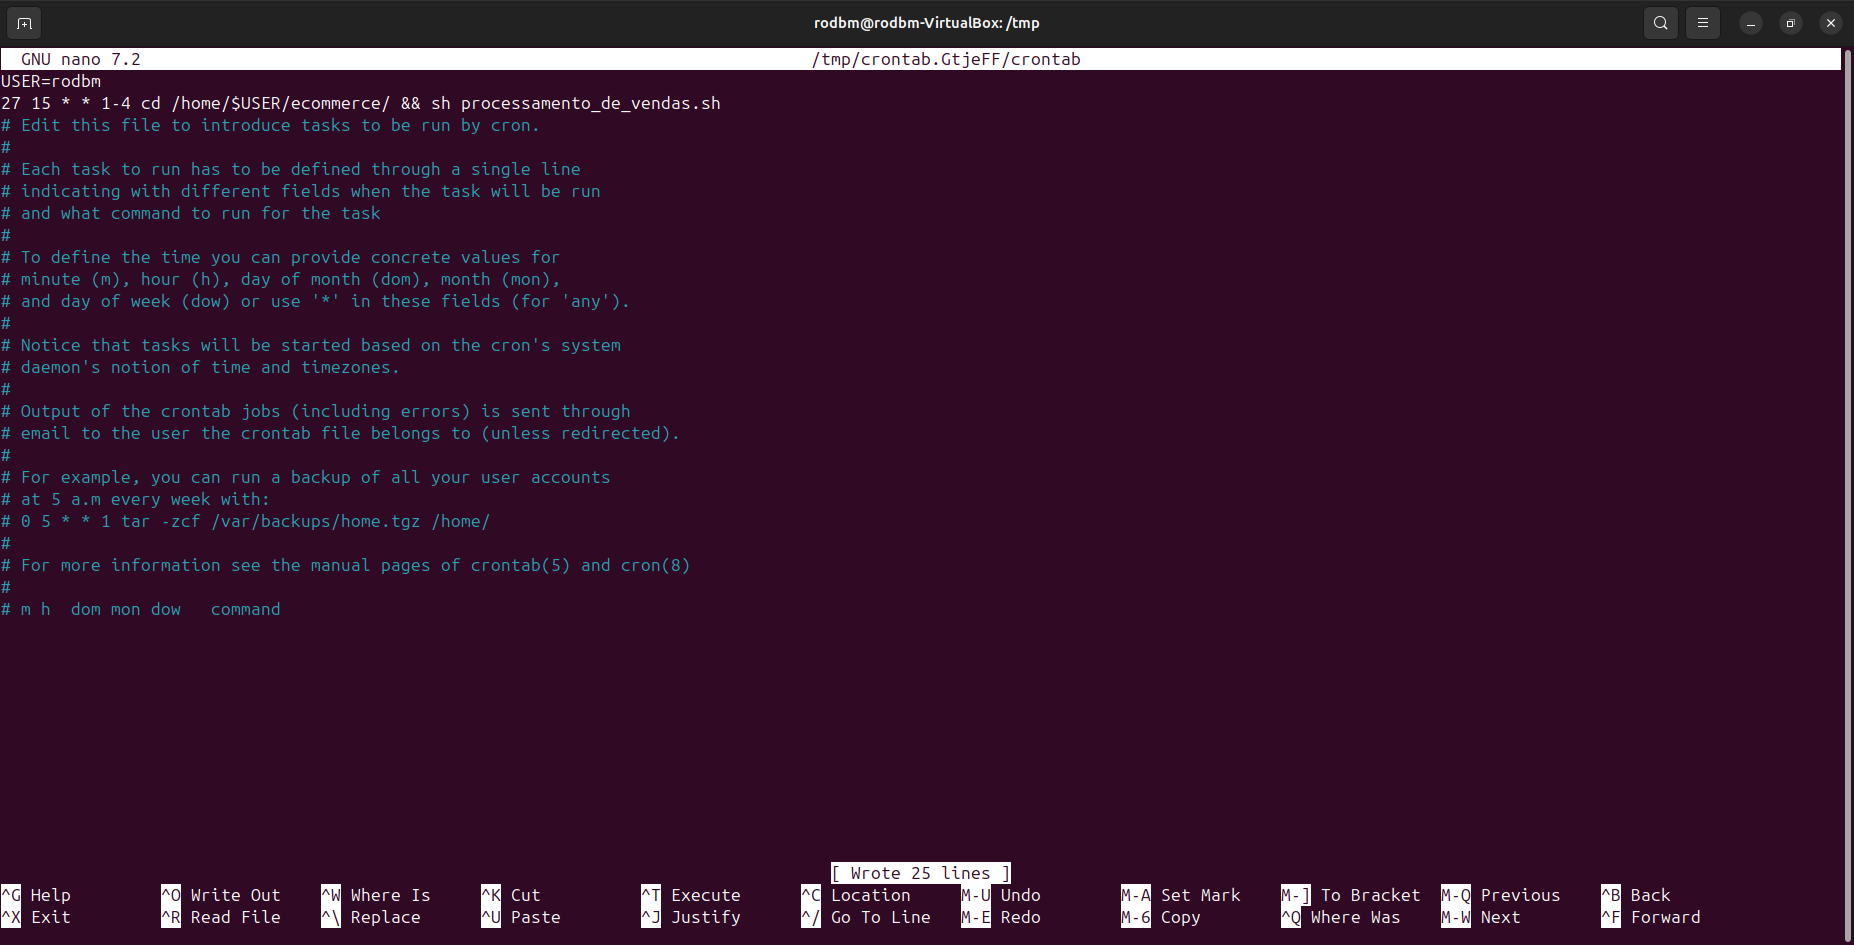 rodbm@rodbm-VirtualBox: /tmp
GNU nano 7.2 /tmp/crontab.GtjeFF/crontab
USER=rodbm
27 15 * * 1-4 cd /home/$USER/ecommerce/ && sh processamento_de_vendas.sh
# Edit this file to introduce tasks to be run by cron.
#
# Each task to run has to be defined through a single line
# indicating with different fields when the task will be run
# and what command to run for the task
#
# To define the time you can provide concrete values for
# minute (m), hour (h), day of month (dom), month (mon),
# and day of week (dow) or use '*' in these fields (for 'any').
#
# Notice that tasks will be started based on the cron's system
# daemon's notion of time and timezones.
#
# Output of the crontab jobs (including errors) is sent through
# email to the user the crontab file belongs to (unless redirected).
#
# For example, you can run a backup of all your user accounts
# at 5 a.m every week with:
# 0 5 * * 1 tar -zcf /var/backups/home.tgz /home/
#
# For more information see the manual pages of crontab(5) and cron(8)
#
# m h  dom mon dow   command
[ Wrote 25 lines ]
^G Help ^O Write Out ^W Where Is ^K Cut ^T Execute ^C Location M-U Undo M-A Set Mark M-] To Bracket M-Q Previous ^B Back
^X Exit ^R Read File ^\ Replace ^U Paste ^J Justify ^/ Go To Line M-E Redo M-6 Copy ^Q Where Was M-W Next ^F Forward